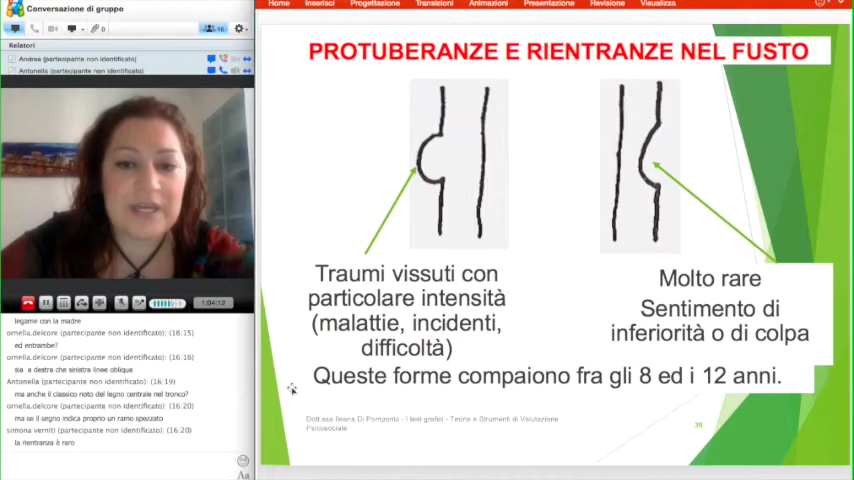 Conversazione di gruppo
16
0
Relatori
Andrea (partecipante non identificato)
Antonella (partecipante non identificato)
1:04:13
legame con la madre
ornella.delcore (partecipante non identificato): (16:15)
ed entrambe?
ornella.delcore (partecipante non identificato): (16:16)
sia a destra che sinistra linee oblique
Antonella (partecipante non identificato): (16:19)
ma anche il classico noto del legno centrale nel tronco?
ornella.delcore (partecipante non identificato): (16:20)
ma se il segno indica proprio un ramo spezzato
simona verniti (partecipante non identificato): (16:20)
la rientranza è raro
Aa
Home Inserisci Progettazione Transizioni Animazioni Presentazione Revisione Visualizza
PROTUBERANZE E RIENTRANZE NEL FUSTO
Traumi vissuti con
particolare intensità
(malattie, incidenti,
difficoltà)
Molto rare
Sentimento di
inferiorità o di colpa
Queste forme compaiono fra gli 8 ed i 12 anni.
Dott.ssa Ileana Di Pomponio - I test grafici - Teorie e Strumenti di Valutazione
Psicosociale
39